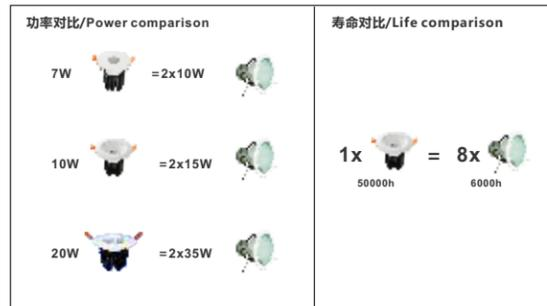 功率对比/Power comparison
7W =2x10W
10W =2x15W
20W =2x35W
寿命对比/Life comparison
1x = 8x
50000h 6000h